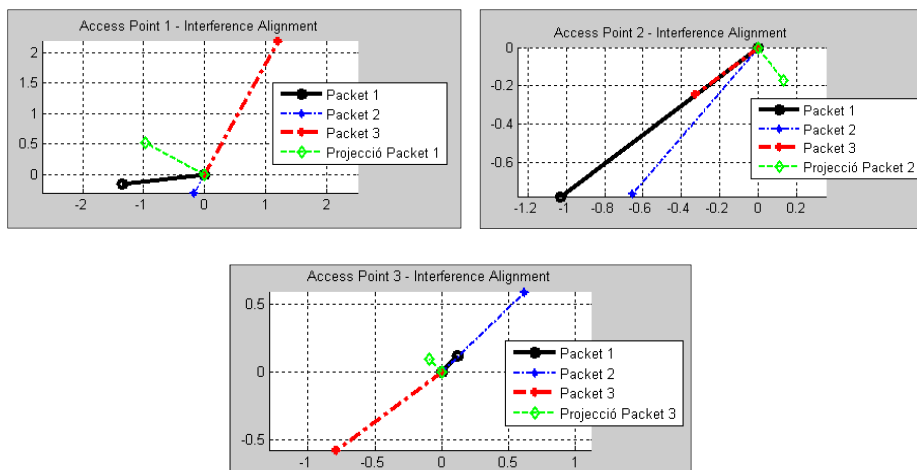 Access Point 1 - Interference Alignment
2
1.5
1
0.5
0
-2
-1
0
1
2
Packet 1
Packet 2
Packet 3
Projecció Packet 1
Access Point 2 - Interference Alignment
0
-0.2
-0.4
-0.6
-1.2
-1
-0.8
-0.6
-0.4
-0.2
0
0.2
Packet 1
Packet 2
Packet 3
Projecció Packet 2
Access Point 3 - Interference Alignment
0.5
0
-0.5
-1
-0.5
0
0.5
1
Packet 1
Packet 2
Packet 3
Projecció Packet 3